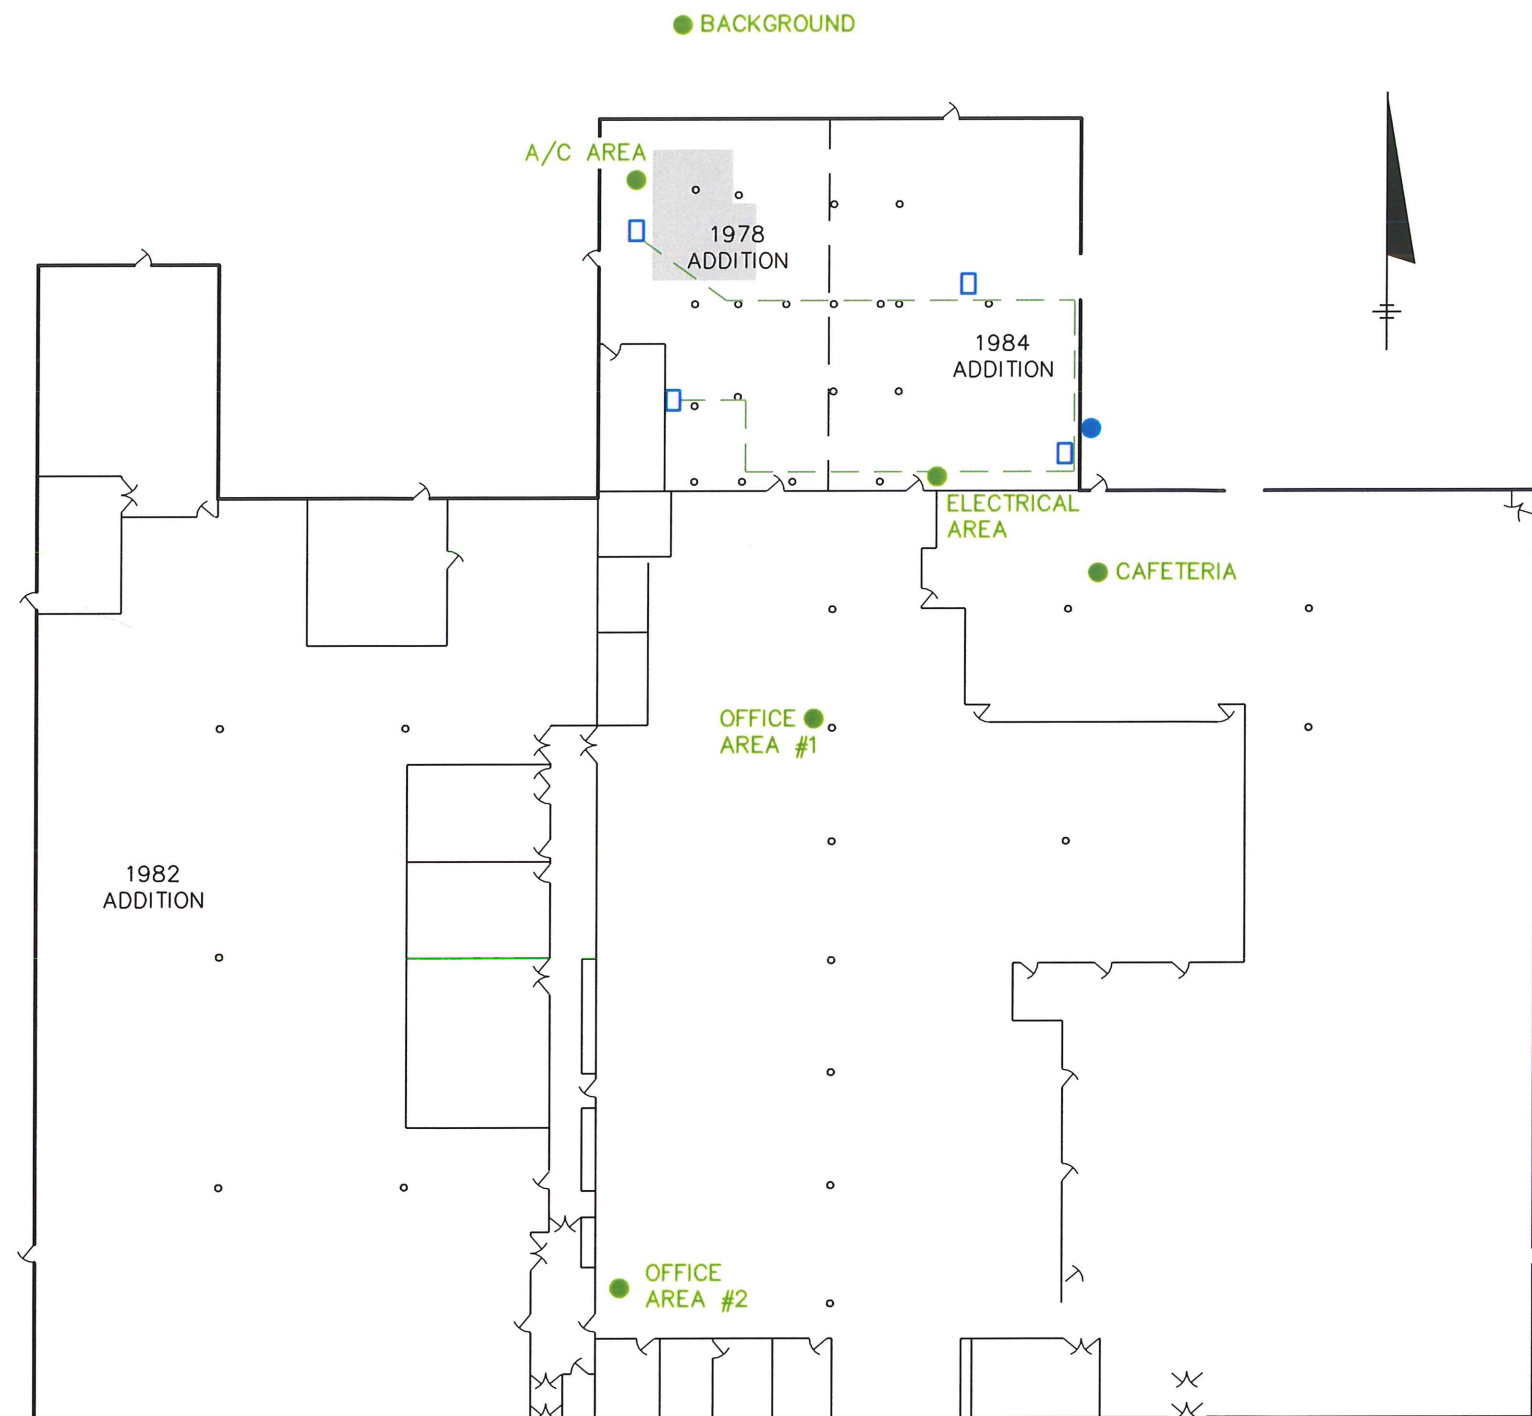 BACKGROUND
A/C AREA
1978
ADDITION
1984
ADDITION
ELECTRICAL
AREA
CAFETERIA
OFFICE
AREA #1
1982
ADDITION
OFFICE
AREA #2